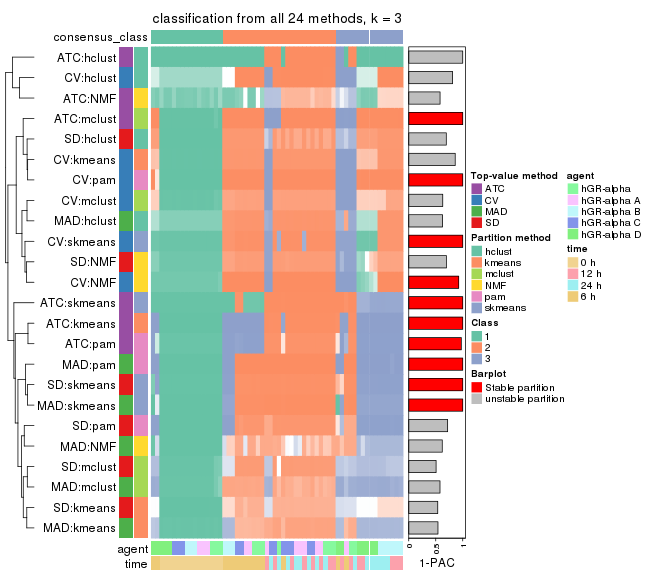 classification from all 24 methods, k = 3
consensus_class
ATC:hclust
CV:hclust
ATC:NMF
ATC:mclust
SD:hclust
CV:kmeans
CV:pam
CV:mclust
MAD:hclust
CV:skmeans
SD:NMF
CV:NMF
ATC:skmeans
ATC:kmeans
ATC:pam
MAD:pam
SD:skmeans
MAD:skmeans
SD:pam
MAD:NMF
SD:mclust
MAD:mclust
SD:kmeans
MAD:kmeans
agent
time
0 0.5 1
1-PAC
Top-value method
ATC
CV
MAD
SD
Partition method
hclust
kmeans
mclust
NMF
pam
skmeans
Class
1
2
3
Barplot
Stable partition
unstable partition
agent
hGR-alpha
hGR-alpha A
hGR-alpha B
hGR-alpha C
hGR-alpha D
time
0 h
12 h
24 h
6 h